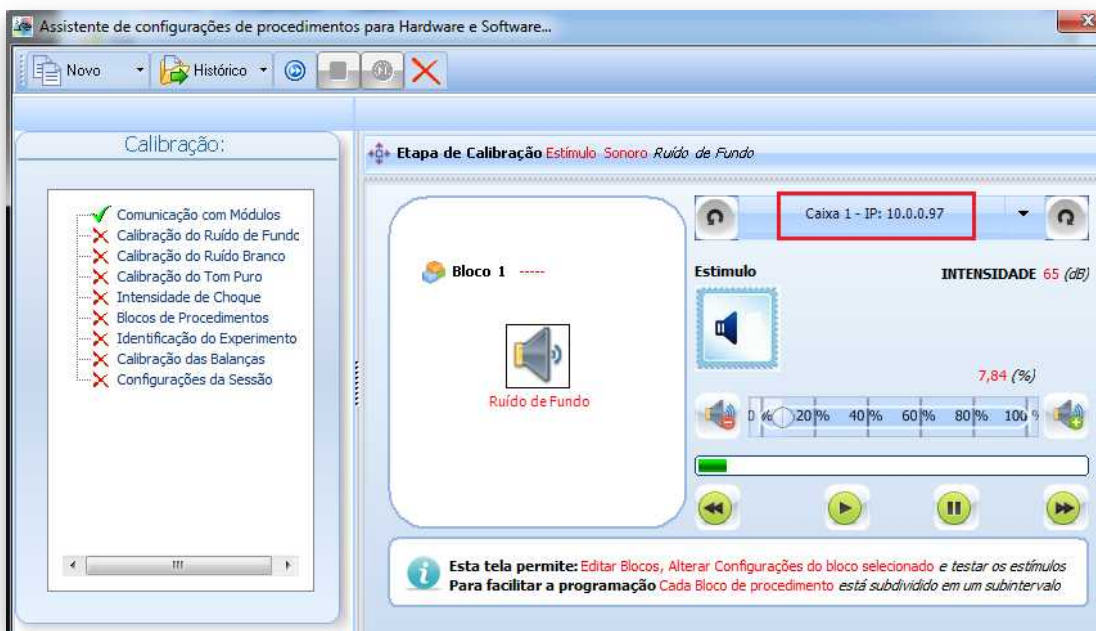 Assistente de configurações de procedimentos para Hardware e Software...
Novo Histórico
Calibração:
Comunicação com Módulos
Calibração do Ruído de Fundc
Calibração do Ruído Branco
Calibração do Tom Puro
Intensidade de Choque
Blocos de Procedimentos
Identificação do Experimento
Calibração das Balanças
Configurações da Sessão
Etapa de Calibração Estímulo Sonoro Ruído de Fundo
Bloco 1 -----
Ruído de Fundo
Caixa 1 - IP: 10.0.0.97
Estimulo INTENSIDADE 65 (dB)
7,84 (%)
0 % 20 % 40 % 60 % 80 % 100 %
Esta tela permite: Editar Blocos, Alterar Configurações do bloco selecionado e testar os estímulos
Para facilitar a programação Cada Bloco de procedimento está subdividido em um subintervalo